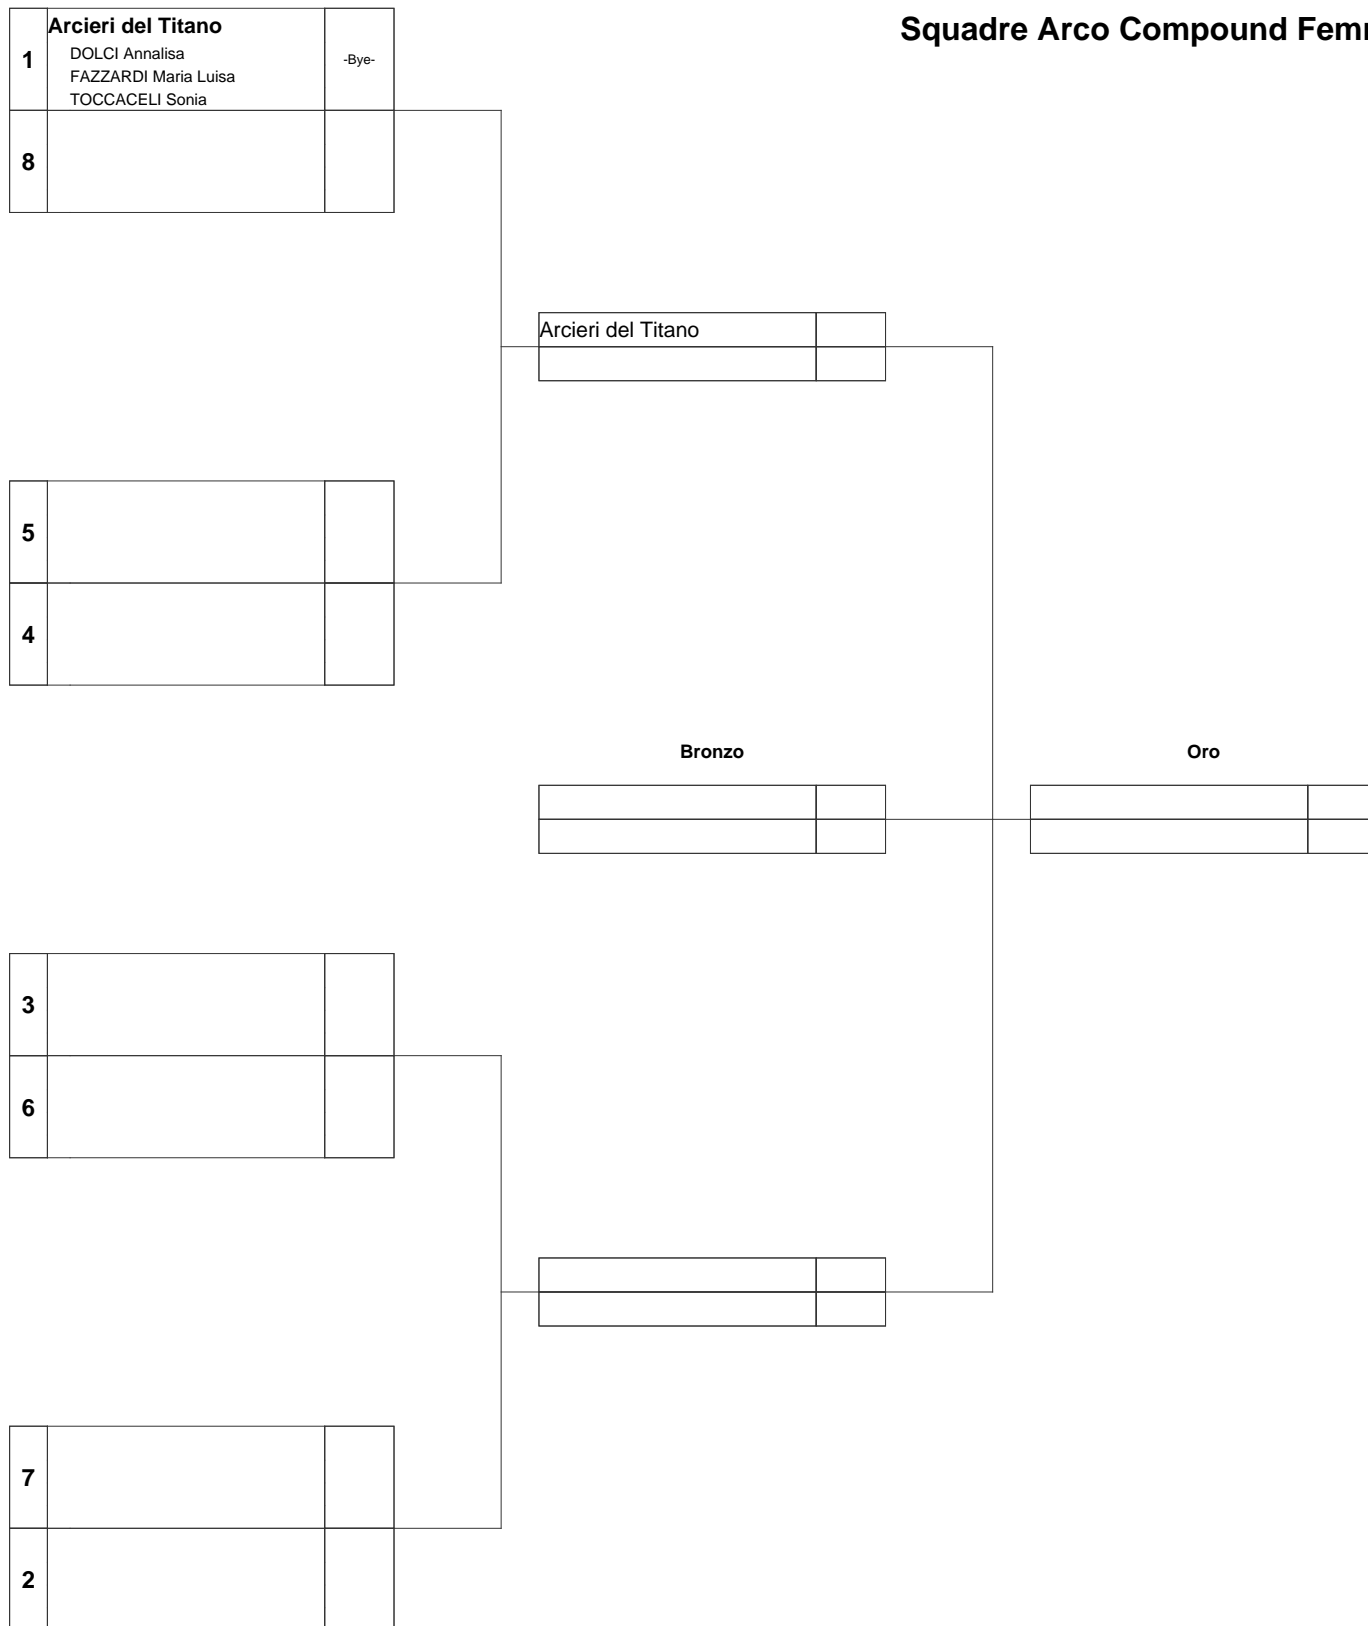 Squadre Arco Compound
1
Arcieri del Titano
DOLCI Annalisa
FAZZARDI Maria Luisa
TOCCACELI Sonia
-Bye-
8
Arcieri del Titano
5
4
Bronzo
Oro
3
6
7
2